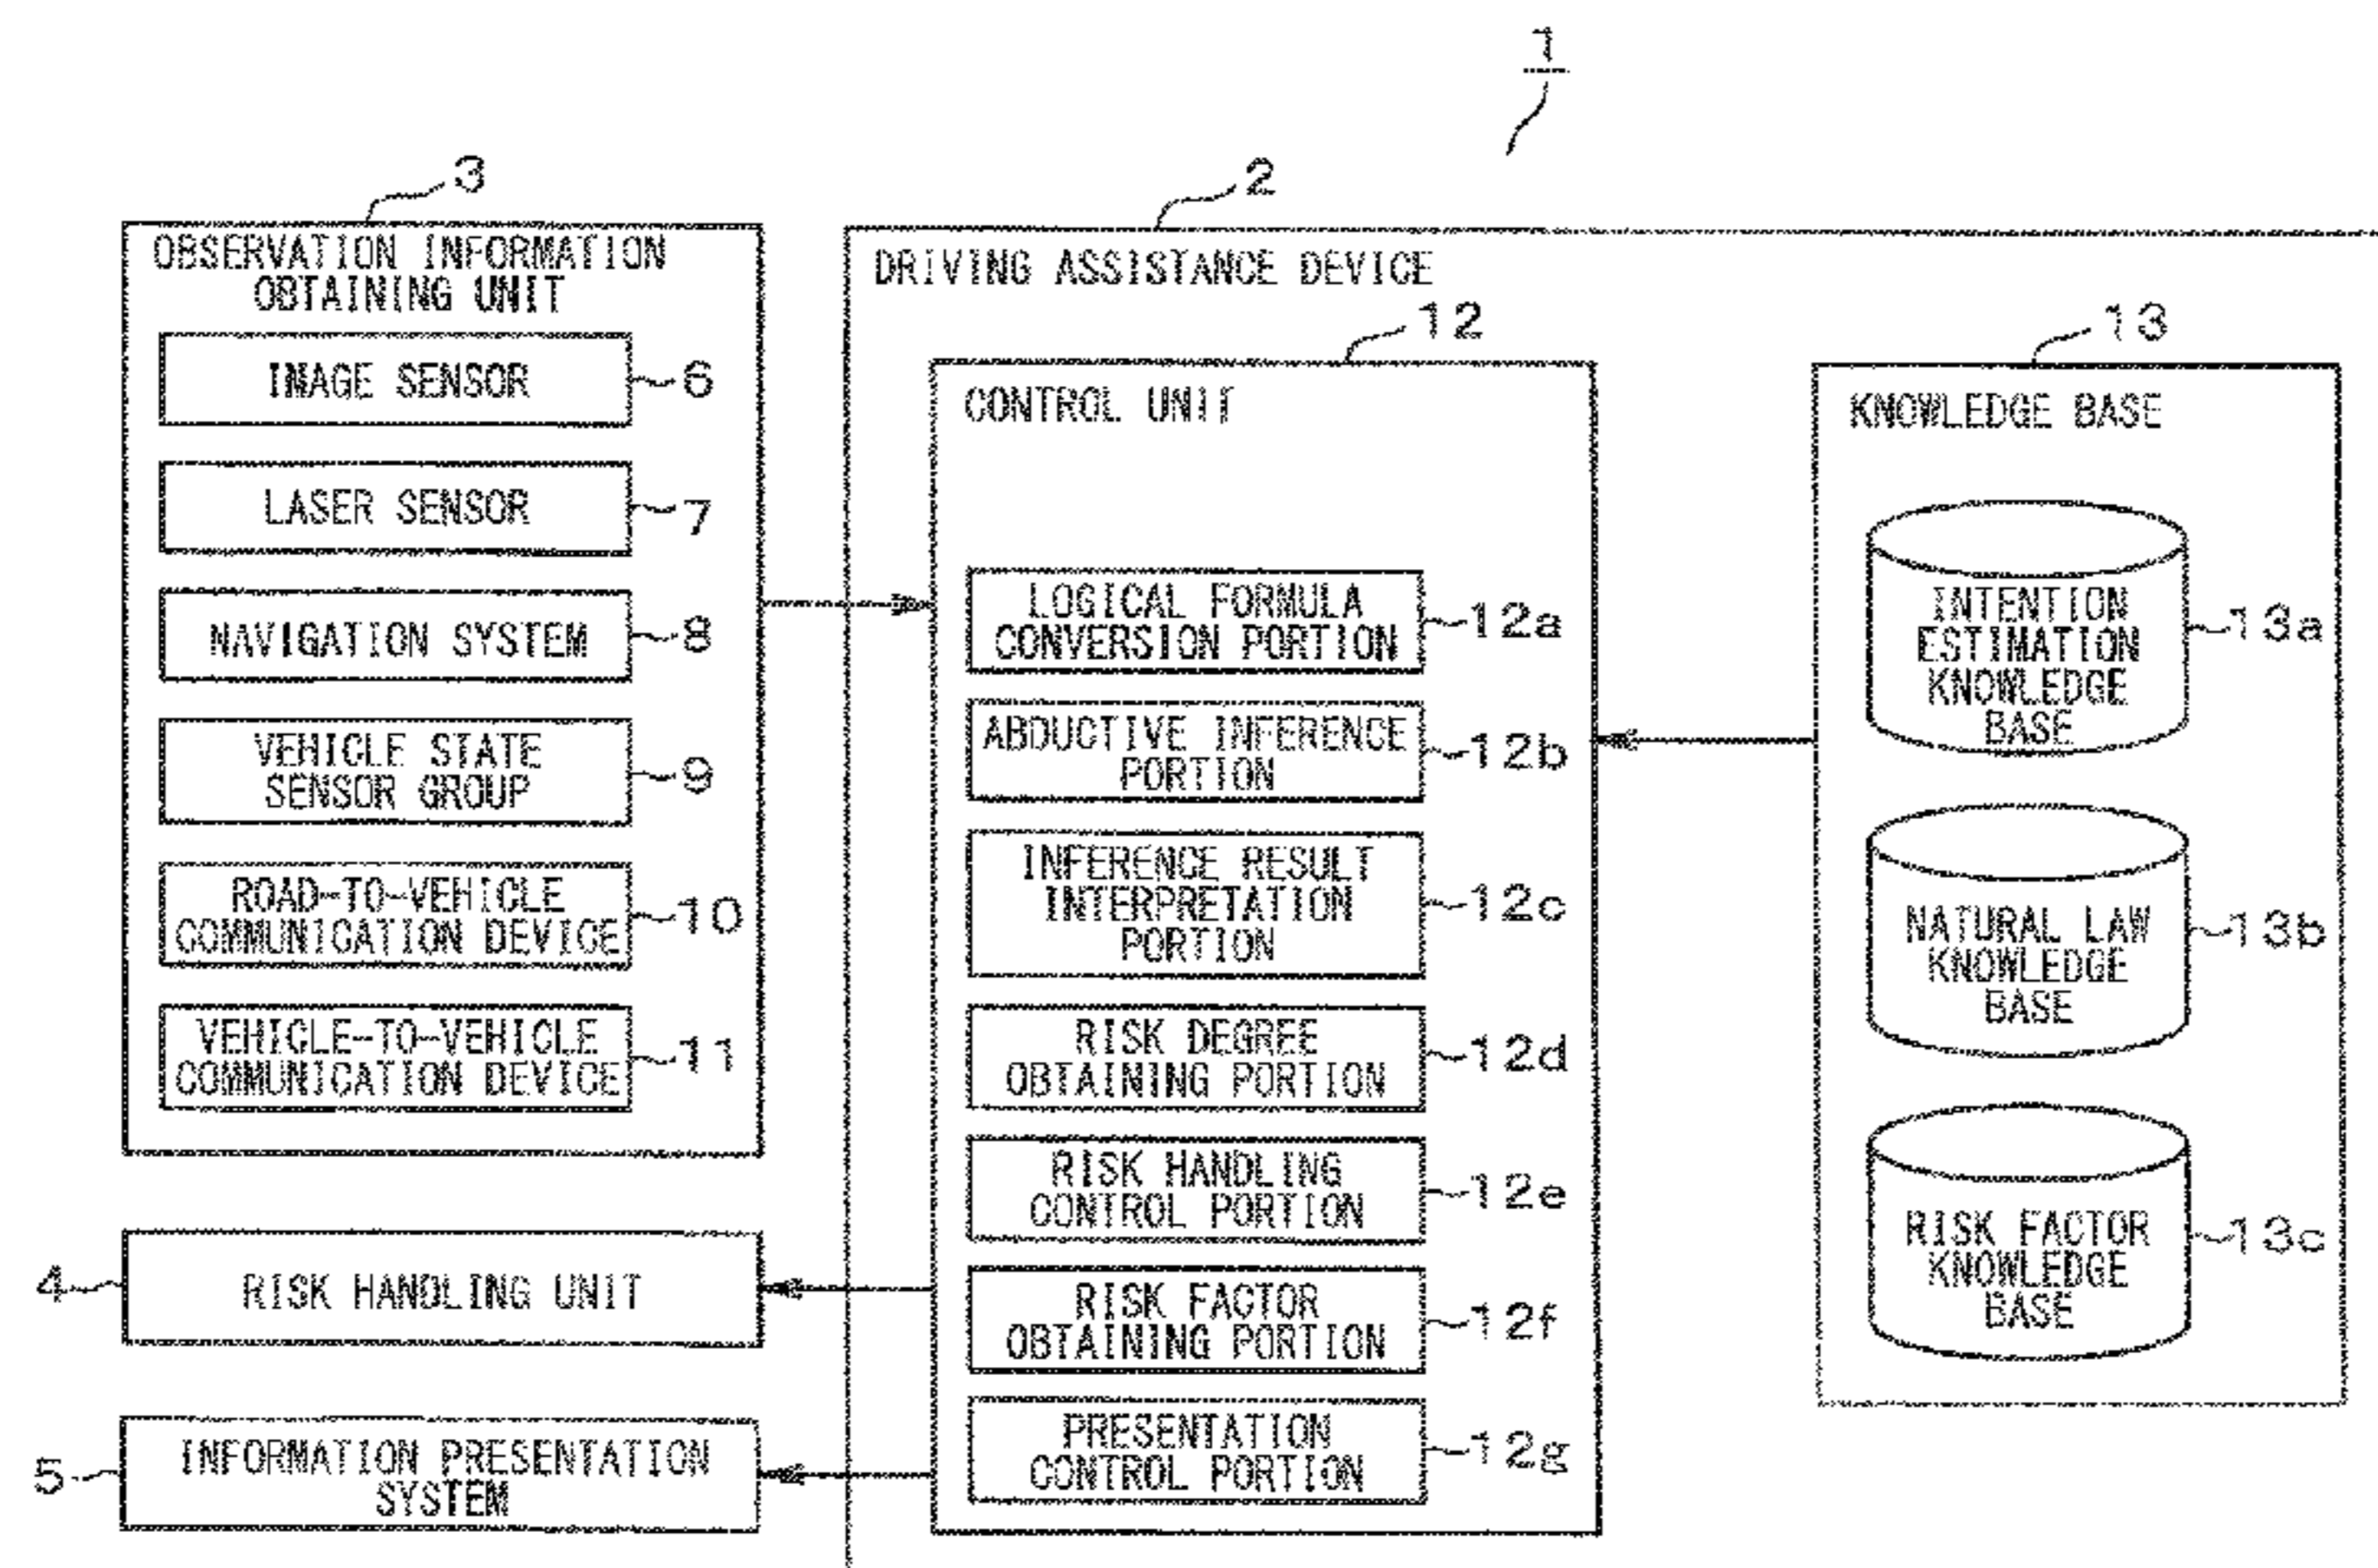 1
3
OBSERVATION INFORMATION
OBTAINING UNIT
IMAGE SENSOR
6
LASER SENSOR
7
NAVIGATION SYSTEM
8
VEHICLE STATE
SENSOR GROUP
9
ROAD-TO-VEHICLE
COMMUNICATION DEVICE
10
VEHICLE-TO-VEHICLE
COMMUNICATION DEVICE
11
4
RISK HANDLING UNIT
5
INFORMATION PRESENTATION
SYSTEM
2
DRIVING ASSISTANCE DEVICE
12
CONTROL UNIT
LOGICAL FORMULA
CONVERSION PORTION
12a
ABDUCTIVE INFERENCE
PORTION
12b
INFERENCE RESULT
INTERPRETATION
PORTION
12c
RISK DEGREE
OBTAINING PORTION
12d
RISK HANDLING
CONTROL PORTION
12e
RISK FACTOR
OBTAINING PORTION
12f
PRESENTATION
CONTROL PORTION
12g
13
KNOWLEDGE BASE
INTENTION
ESTIMATION
KNOWLEDGE
BASE
13a
NATURAL LAW
KNOWLEDGE
BASE
13b
RISK FACTOR
KNOWLEDGE
BASE
13c